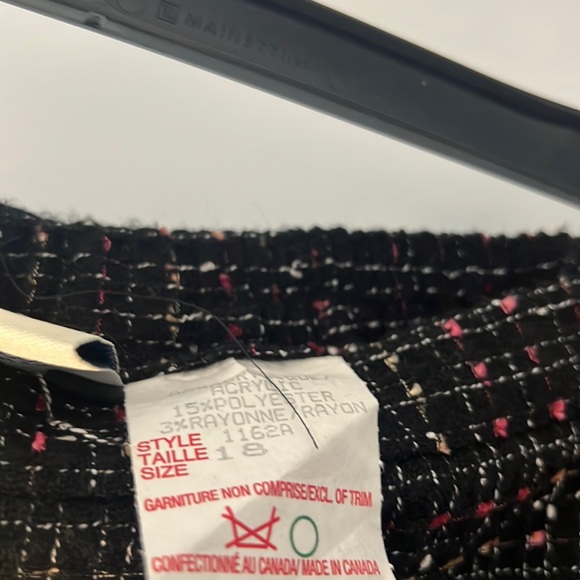 ACRYLIC
15%POLYESTER
3%RAYONNE/RAYON
STYLE 1162A
TAILLE 18
SIZE
GARNITURE NON COMPRISE/EXCL. OF TRIM
CONFECTIONNÉ AU CANADA/MADE IN CANADA